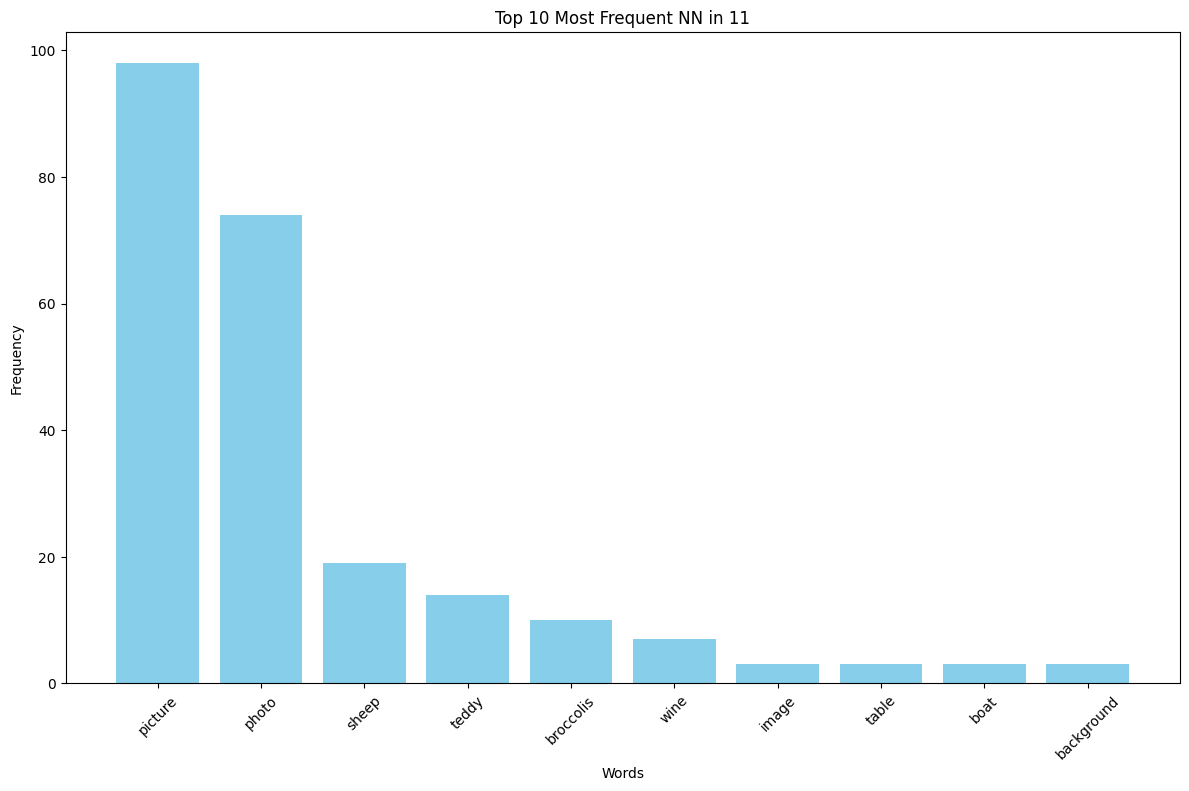 Top 10 Most Frequent NN in 11
100
80
60
40
20
0
Frequency
picture
photo
sheep
teddy
broccolis
wine
image
table
boat
background
Words